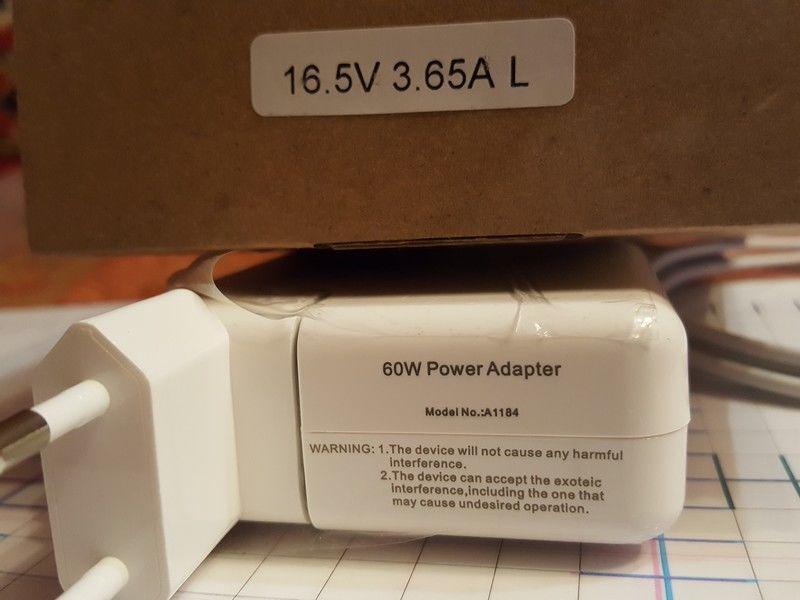 16.5V 3.65A L
60W Power Adapter
Model No.:A1184
WARNING: 1.The device will not cause any harmful
interference.
2.The device can accept the exoteic
interference,including the one that
may cause undesired operation.